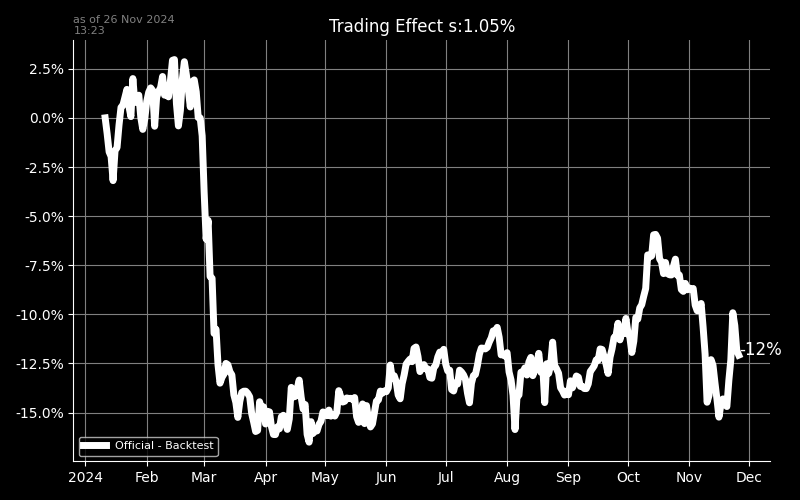 as of 26 Nov 2024
13:23
Trading Effect s:1.05%
2.5%
0.0%
-2.5%
-5.0%
-7.5%
-10.0%
-12.5%
-15.0%
-12%
Official - Backtest
2024 Feb Mar Apr May Jun Jul Aug Sep Oct Nov Dec